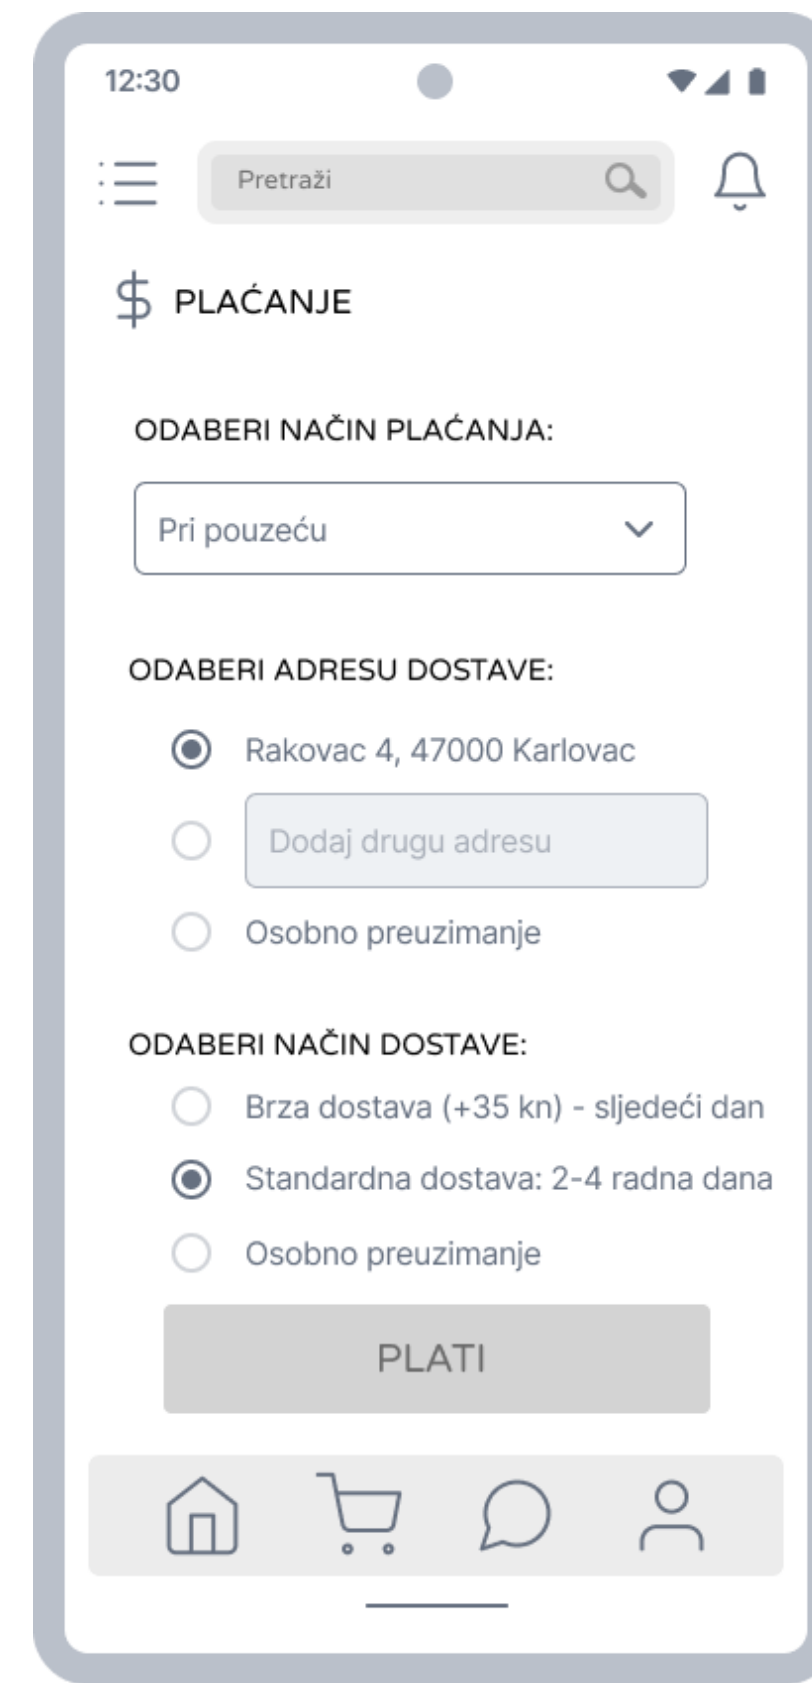 12:30
Pretraži
$ PLAĆANJE
ODABERI NAČIN PLAĆANJA:
Pri pouzeću
ODABERI ADRESU DOSTAVE:
Rakovac 4, 47000 Karlovac
Dodaj drugu adresu
Osobno preuzimanje
ODABERI NAČIN DOSTAVE:
Brza dostava (+35 kn) - sljedeći dan
Standardna dostava: 2-4 radna dana
Osobno preuzimanje
PLATI